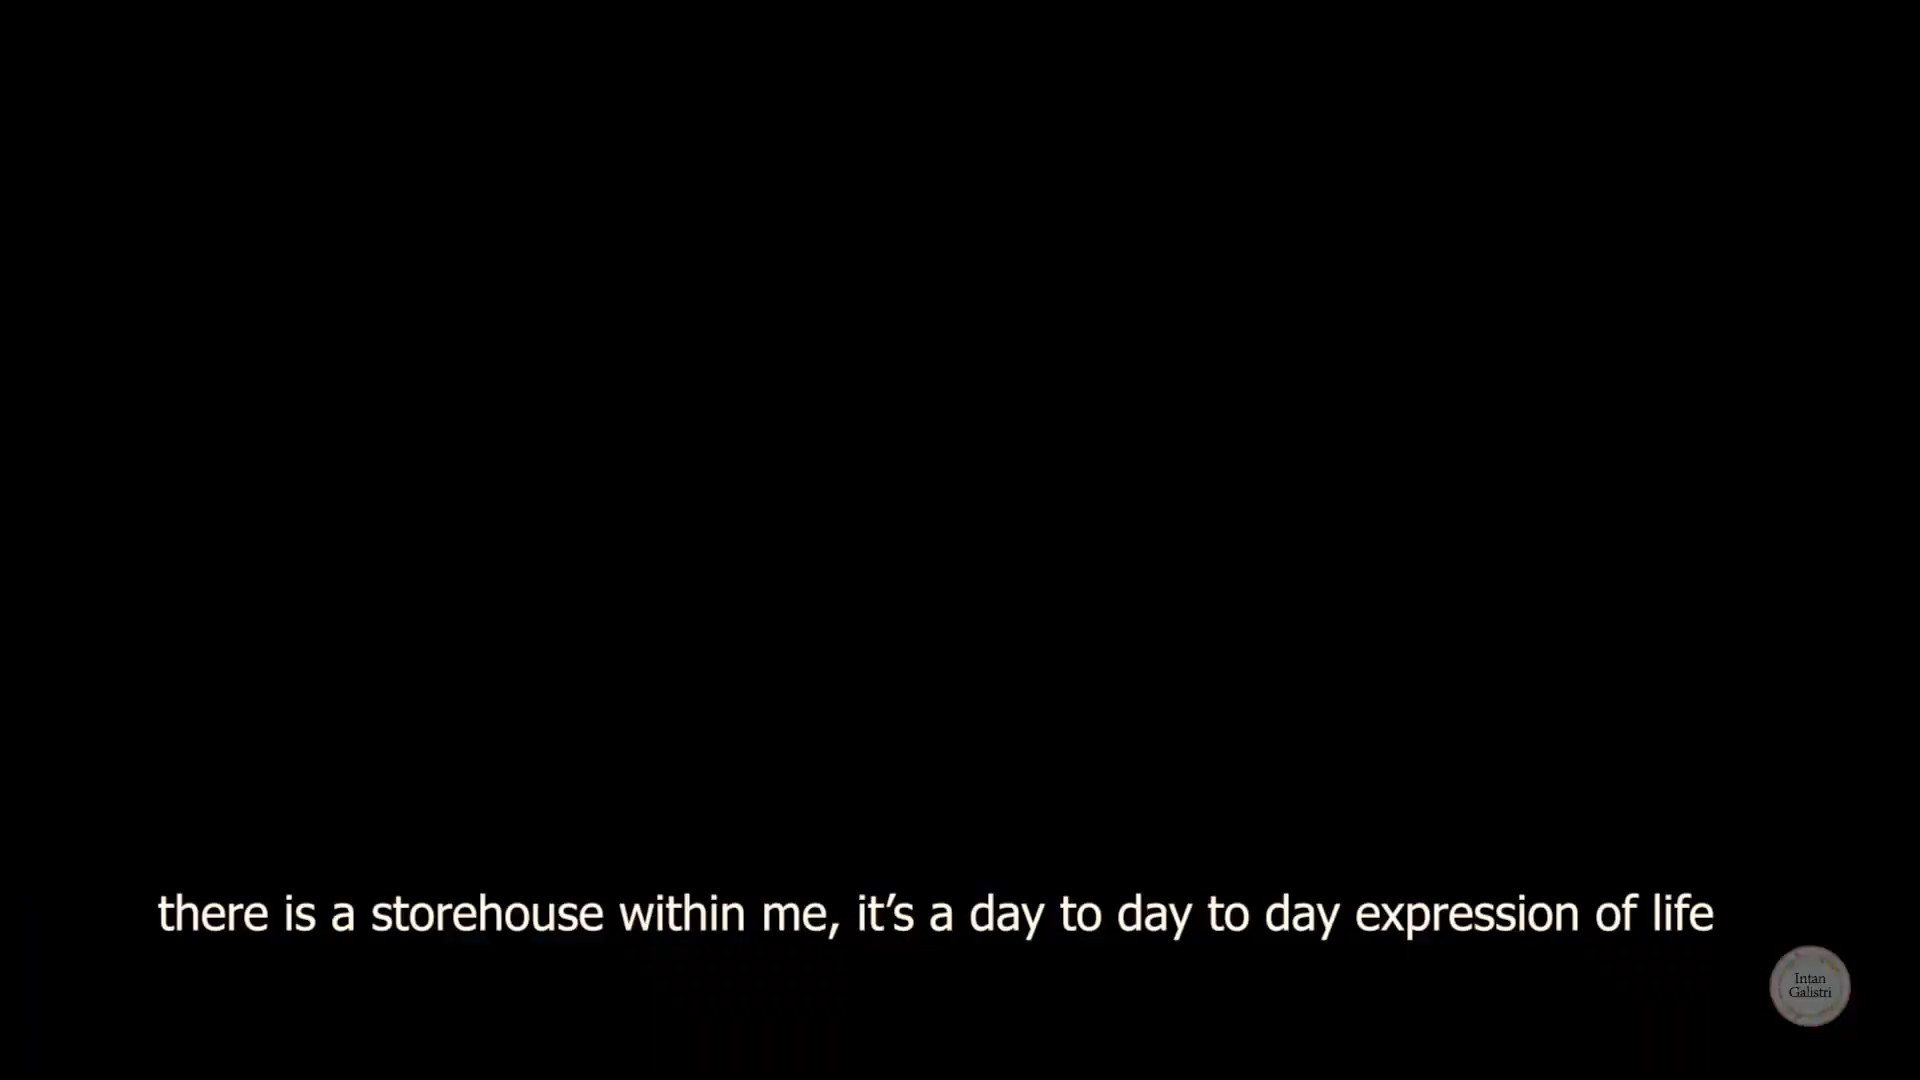 there is a storehouse within me, it’s a day to day to day expression of life
Intan
Galistri